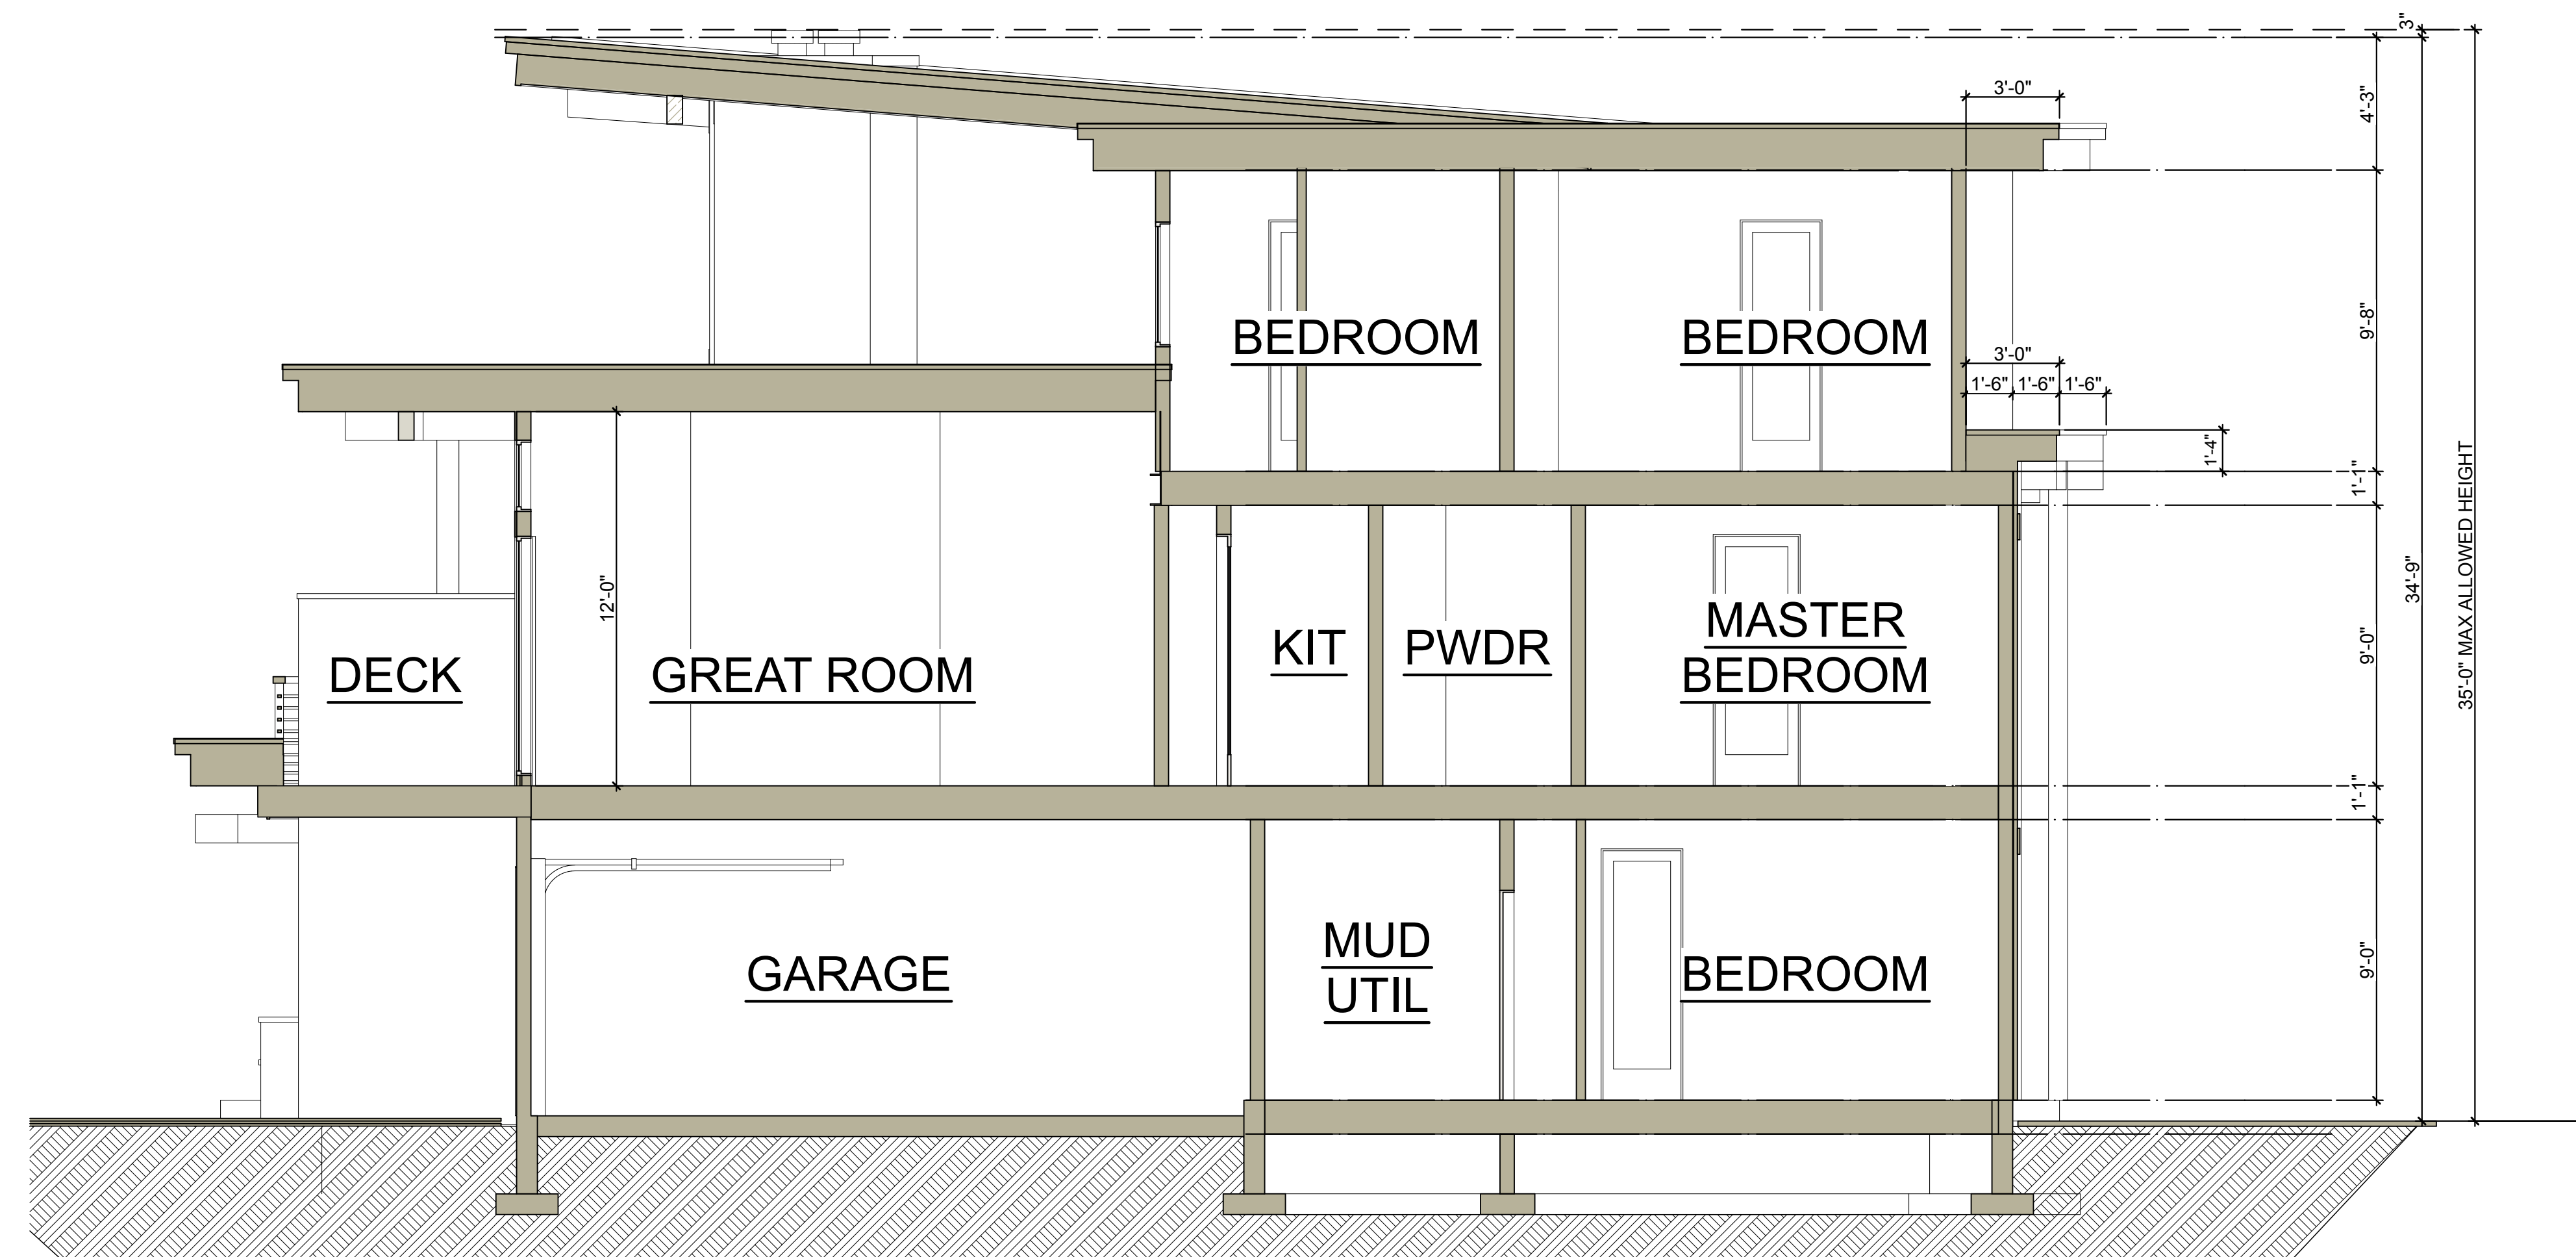 3"
3'-0"
4'-3"
BEDROOM
BEDROOM
9'-8"
3'-0"
1'-6" 1'-6" 1'-6"
1'-4"
1'-1"
12'-0"
DECK
GREAT ROOM
KIT
PWDR
MASTER
BEDROOM
9'-0"
34'-9"
35'-0" MAX ALLOWED HEIGHT
1'-1"
GARAGE
MUD
UTIL
BEDROOM
9'-0"